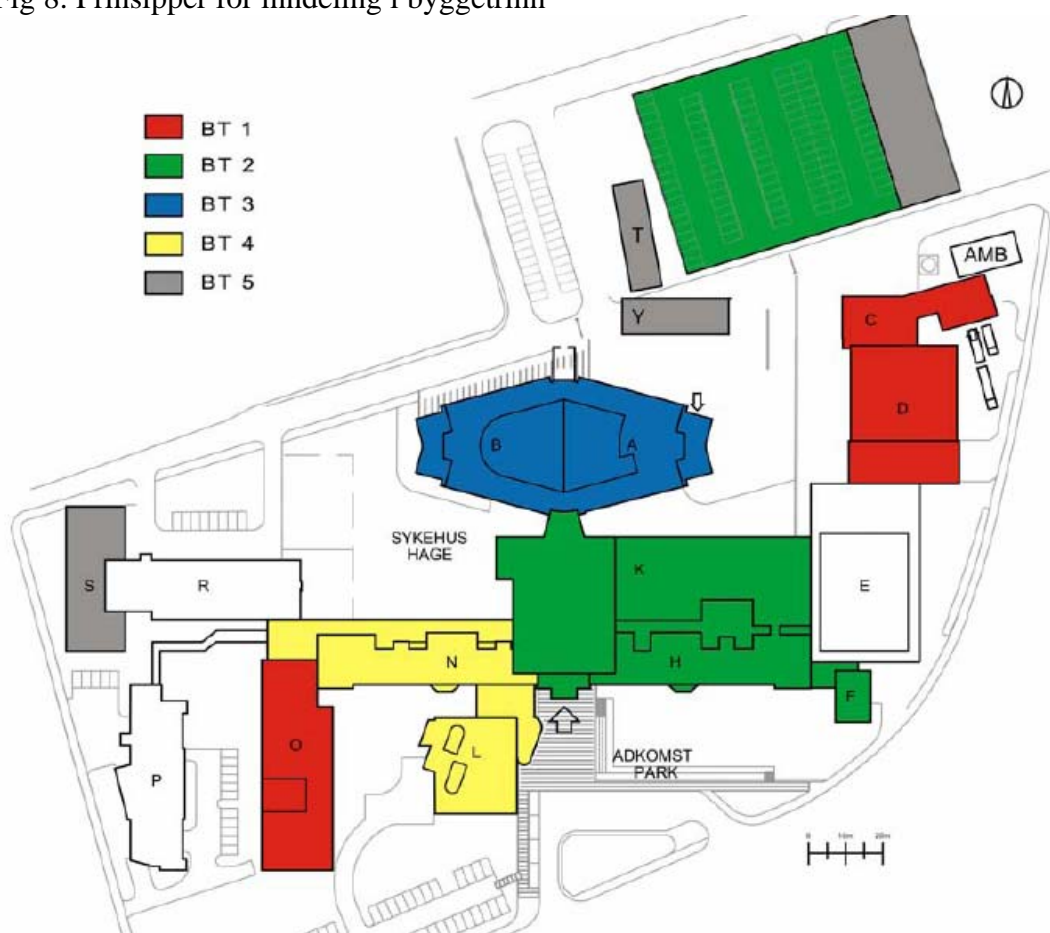 Fig 8. Prinsipper for inndeling i byggetrinn
BT 1
BT 2
BT 3
BT 4
BT 5
T
Y
AMB
C
D
B
A
SYKEHUS
HAGE
K
E
S
R
N
H
F
O
L
P
ADKOMST
PARK
0 10m 20m